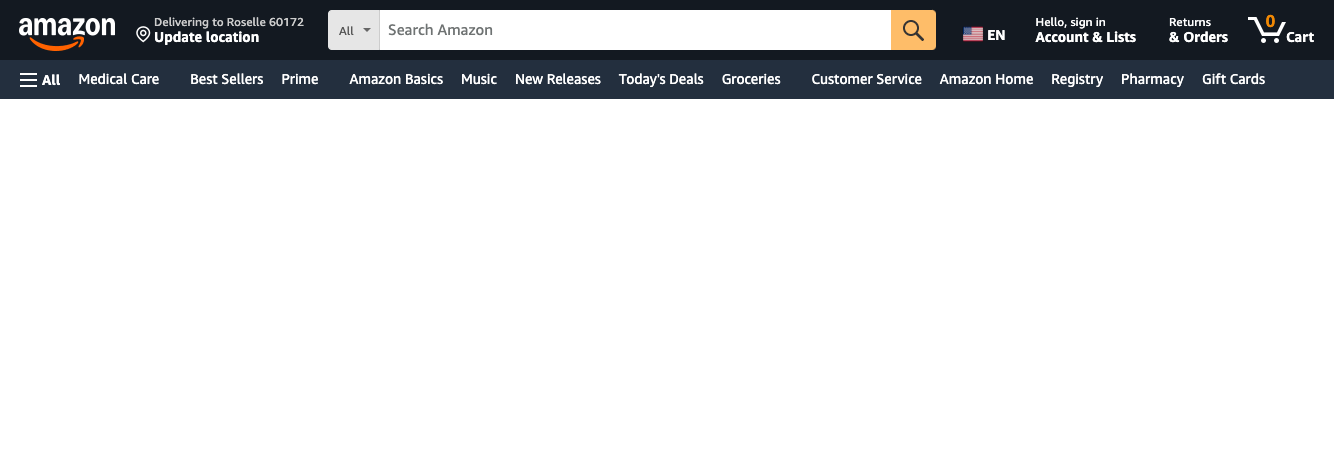 amazon
Delivering to Roselle 60172
Update location
All
Search Amazon
EN
Hello, sign in
Account & Lists
Returns
& Orders
0
Cart
All
Medical Care
Best Sellers
Prime
Amazon Basics
Music
New Releases
Today's Deals
Groceries
Customer Service
Amazon Home
Registry
Pharmacy
Gift Cards